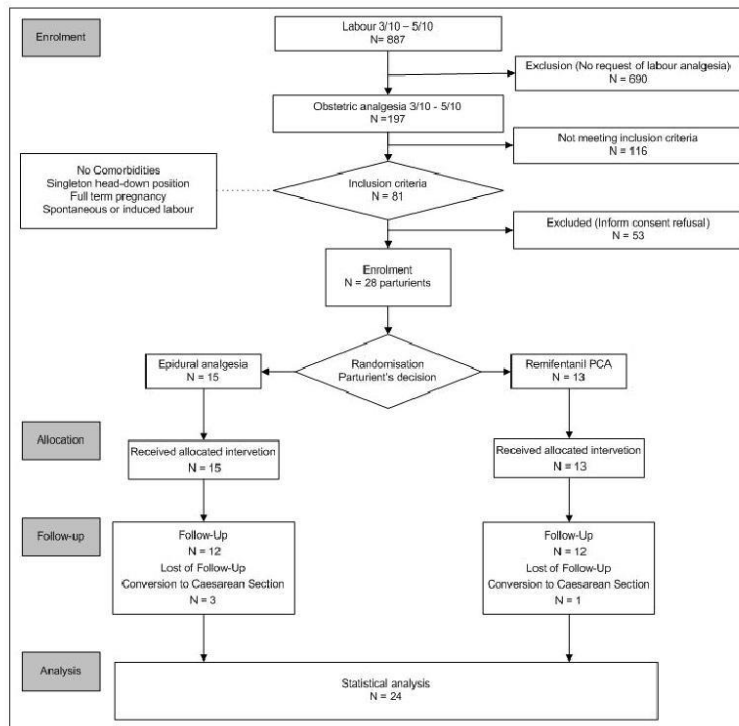 Enrolment
Labour 3/10 – 5/10
N= 887
Exclusion (No request of labour analgesia)
N = 690
Obstetric analgesia 3/10 - 5/10
N =197
Not meeting inclusion criteria
N = 116
No Comorbidities
Singleton head-down position
Full term pregnancy
Spontaneous or induced labour
Inclusion criteria
N = 81
Excluded (Inform consent refusal)
N = 53
Enrolment
N = 28 parturients
Epidural analgesia
N = 15
Randomisation
Parturient's decision
Remifentanil PCA
N = 13
Allocation
Received allocated intervetion
N = 15
Received allocated intervetion
N = 13
Follow-up
Follow-Up
N = 12
Lost of Follow-Up
Conversion to Caesarean Section
N = 3
Follow-Up
N = 12
Lost of Follow-Up
Conversion to Caesarean Section
N = 1
Analysis
Statistical analysis
N = 24